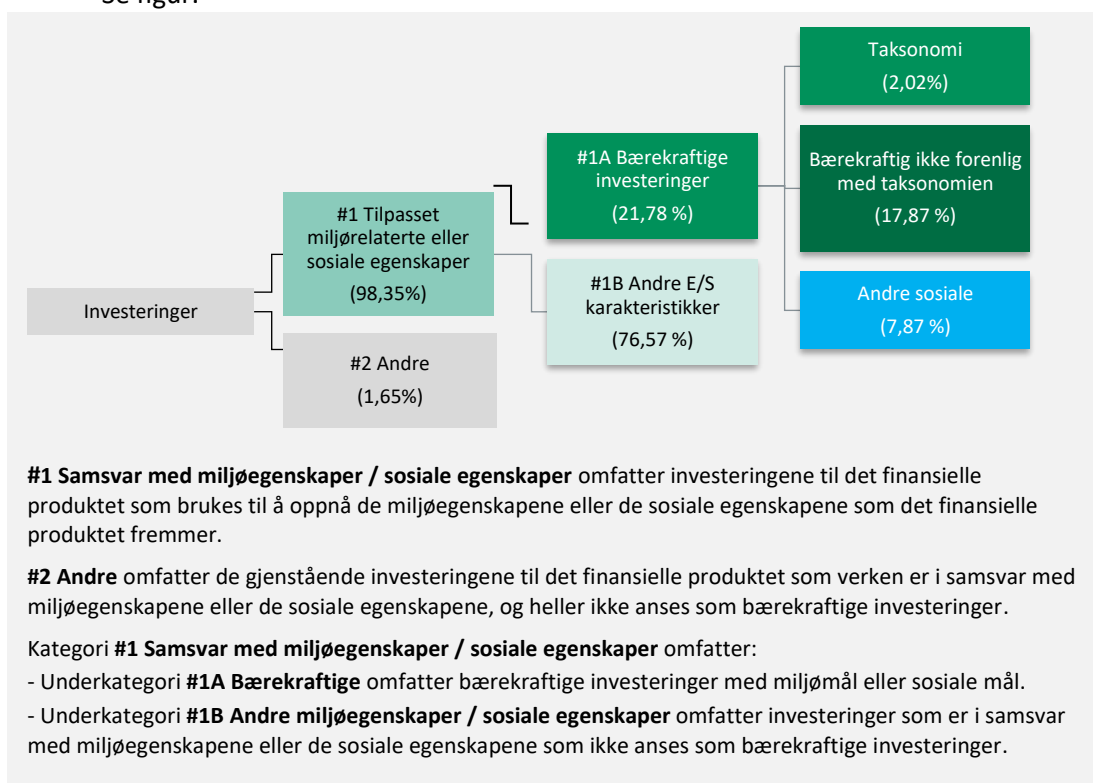 Se figur:
Taksonomi
(2,02%)
#1A Bærekraftige
investeringer
(21,78 %)
Bærekraftig ikke forenlig
med taksonomien
(17,87 %)
#1 Tilpasset
miljørelaterte eller
sosiale egenskaper
(98,35%)
#1B Andre E/S
karakteristikker
(76,57 %)
Andre sosiale
(7,87 %)
Investeringer
#2 Andre
(1,65%)
#1 Samsvar med miljøegenskaper / sosiale egenskaper omfatter investeringene til det finansielle
produktet som brukes til å oppnå de miljøegenskapene eller de sosiale egenskapene som det finansielle
produktet fremmer.
#2 Andre omfatter de gjenstående investeringene til det finansielle produktet som verken er i samsvar med
miljøegenskapene eller de sosiale egenskapene, og heller ikke anses som bærekraftige investeringer.
Kategori #1 Samsvar med miljøegenskaper / sosiale egenskaper omfatter:
- Underkategori #1A Bærekraftige omfatter bærekraftige investeringer med miljømål eller sosiale mål.
- Underkategori #1B Andre miljøegenskaper / sosiale egenskaper omfatter investeringer som er i samsvar
med miljøegenskapene eller de sosiale egenskapene som ikke anses som bærekraftige investeringer.